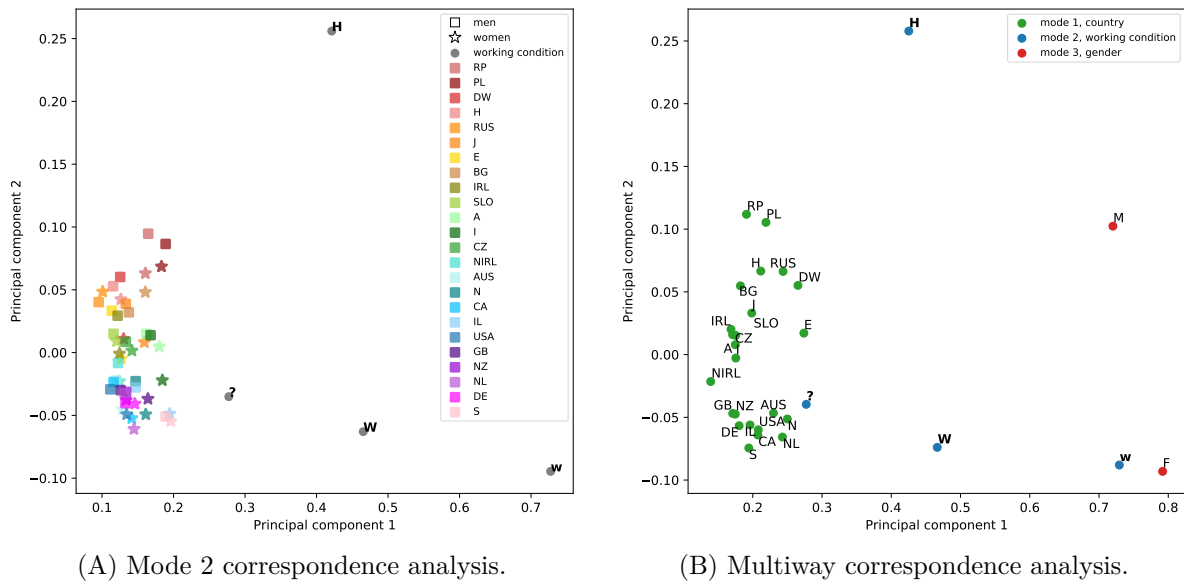 H
men
women
working condition
RP
PL
DW
H
RUS
J
E
BG
IRL
SLO
A
I
CZ
NIRL
AUS
N
CA
IL
USA
GB
NZ
NL
DE
S
?
W
w
0.25
0.20
0.15
0.10
0.05
0.00
−0.05
−0.10
Principal component 2
0.1 0.2 0.3 0.4 0.5 0.6 0.7
Principal component 1
(A) Mode 2 correspondence analysis.
H
mode 1, country
mode 2, working condition
mode 3, gender
RP
PL
M
H RUS
DW
BG
J
IRL SLO
E
CZ
A I
NIRL
?
GB NZ AUS
USA N
DE IL
CA NL
S
W
w F
0.25
0.20
0.15
0.10
0.05
0.00
−0.05
−0.10
Principal component 2
0.2 0.3 0.4 0.5 0.6 0.7 0.8
Principal component 1
(B) Multiway correspondence analysis.